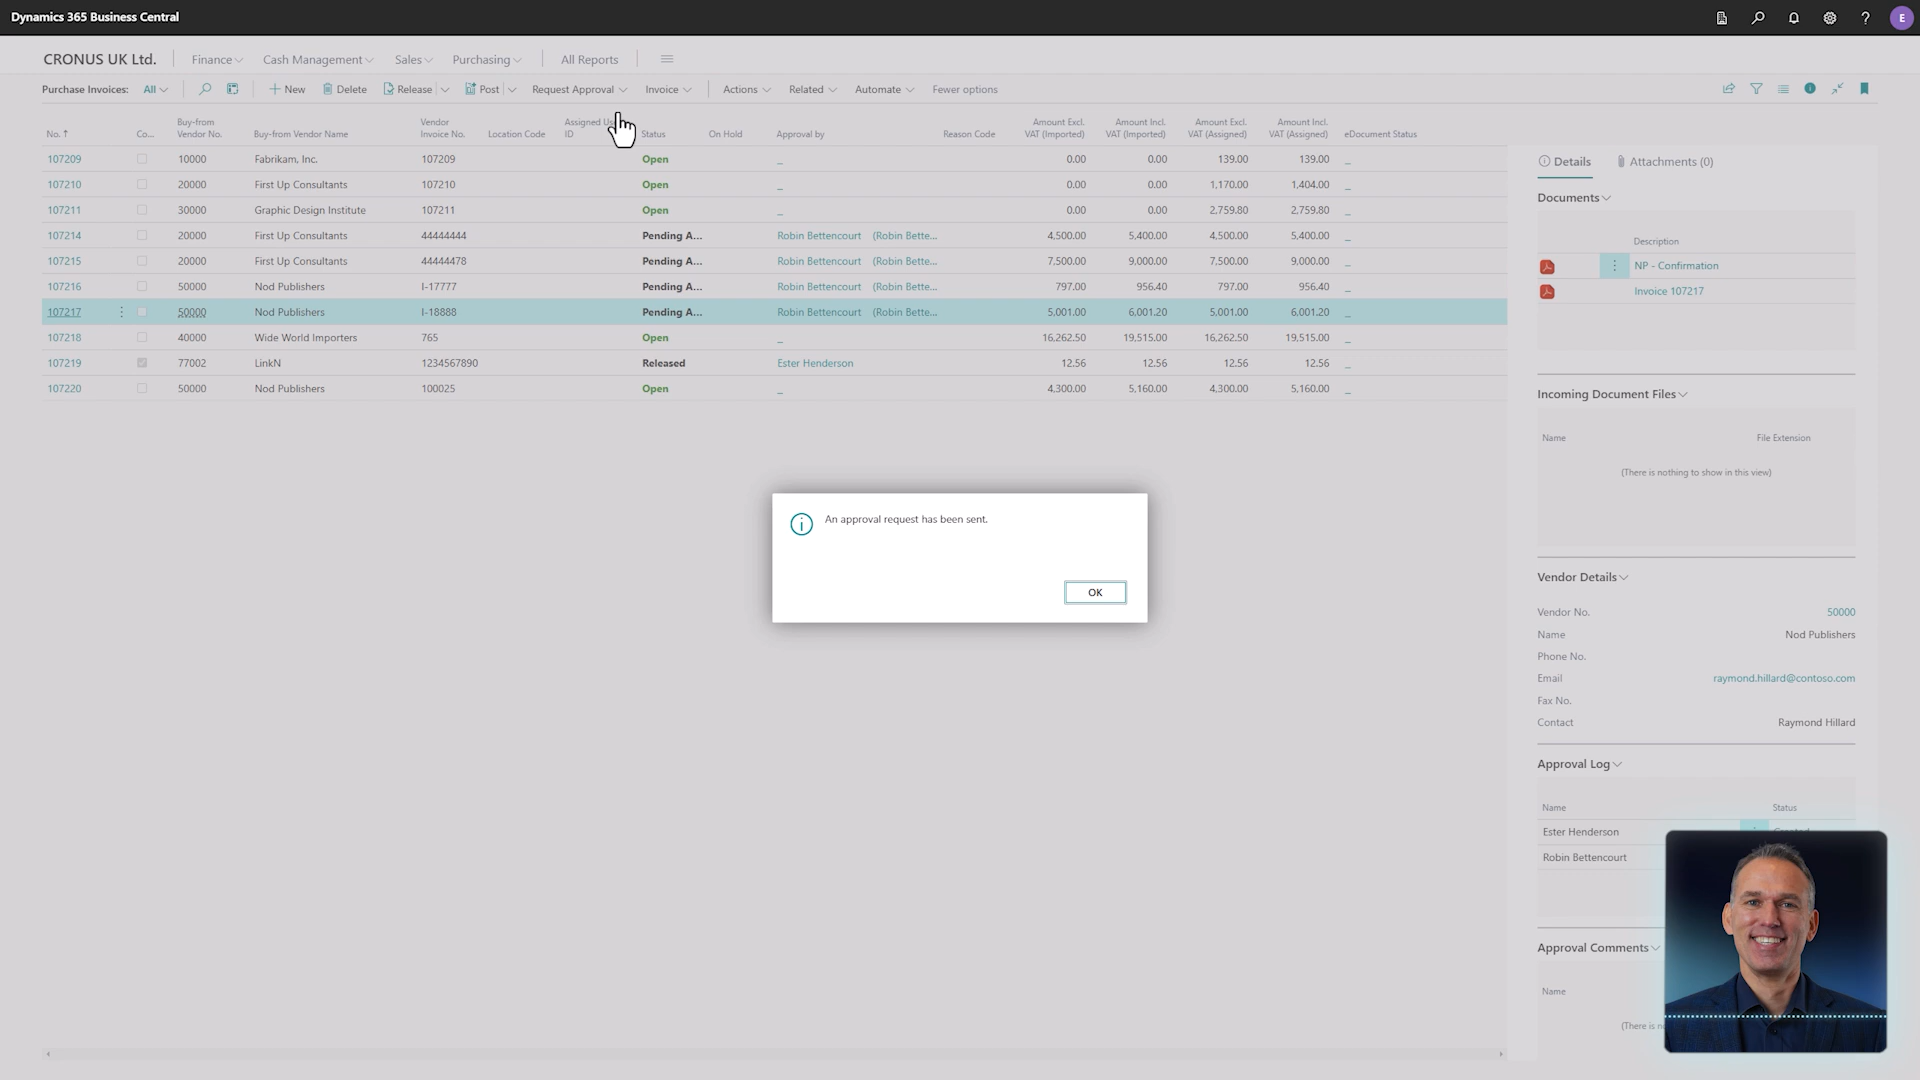 Dynamics 365 Business Central
E
CRONUS UK Ltd. Finance Cash Management Sales Purchasing All Reports
Purchase Invoices: All New Delete Release Post Request Approval Invoice Actions Related Automate Fewer options
No. ↑ Co... Buy-from Vendor No. Buy-from Vendor Name Vendor Invoice No. Location Code Assigned ID Status On Hold Approval by Reason Code Amount Excl. VAT (Imported) Amount Incl. VAT (Imported) Amount Excl. VAT (Assigned) Amount Incl. VAT (Assigned) eDocument Status
107209 10000 Fabrikam, Inc. 107209 Open _ 0.00 0.00 139.00 139.00 _
107210 20000 First Up Consultants 107210 Open _ 0.00 0.00 1,170.00 1,404.00 _
107211 30000 Graphic Design Institute 107211 Open _ 0.00 0.00 2,759.80 2,759.80 _
107214 20000 First Up Consultants 44444444 Pending A... Robin Bettencourt (Robin Bette... 4,500.00 5,400.00 4,500.00 5,400.00 _
107215 20000 First Up Consultants 44444478 Pending A... Robin Bettencourt (Robin Bette... 7,500.00 9,000.00 7,500.00 9,000.00 _
107216 50000 Nod Publishers I-17777 Pending A... Robin Bettencourt (Robin Bette... 797.00 956.40 797.00 956.40 _
107217 50000 Nod Publishers I-18888 Pending A... Robin Bettencourt (Robin Bette... 5,001.00 6,001.20 5,001.00 6,001.20 _
107218 40000 Wide World Importers 765 Open _ 16,262.50 19,515.00 16,262.50 19,515.00 _
107219 77002 LinkN 1234567890 Released Ester Henderson 12.56 12.56 12.56 12.56 _
107220 50000 Nod Publishers 100025 Open _ 4,300.00 5,160.00 4,300.00 5,160.00 _
An approval request has been sent.
OK
Details Attachments (0)
Documents
Description
NP - Confirmation
Invoice 107217
Incoming Document Files
Name File Extension
(There is nothing to show in this view)
Vendor Details
Vendor No. 50000
Name Nod Publishers
Phone No.
Email raymond.hillard@contoso.com
Fax No.
Contact Raymond Hillard
Approval Log
Name Status
Ester Henderson
Robin Bettencourt
Approval Comments
Name
(There is